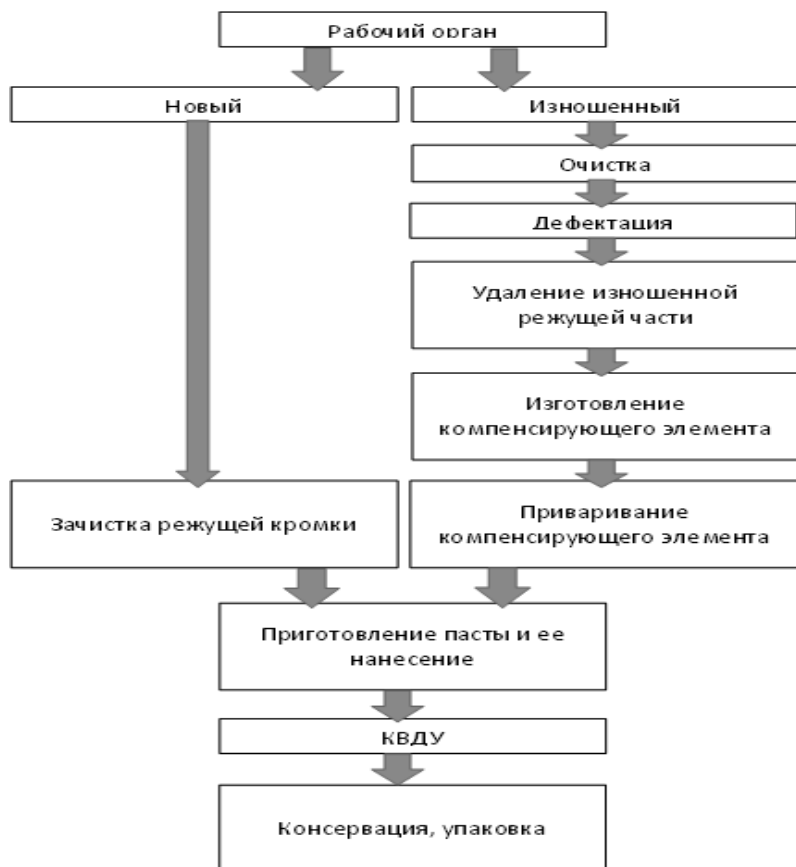 Рабочий орган
Новый
Изношенный
Очистка
Дефектация
Удаление изношенной
режущей части
Изготовление
компенсирующего элемента
Зачистка режущей кромки
Приваривание
компенсирующего элемента
Приготовление пасты и ее
нанесение
КВДУ
Консервация, упаковка